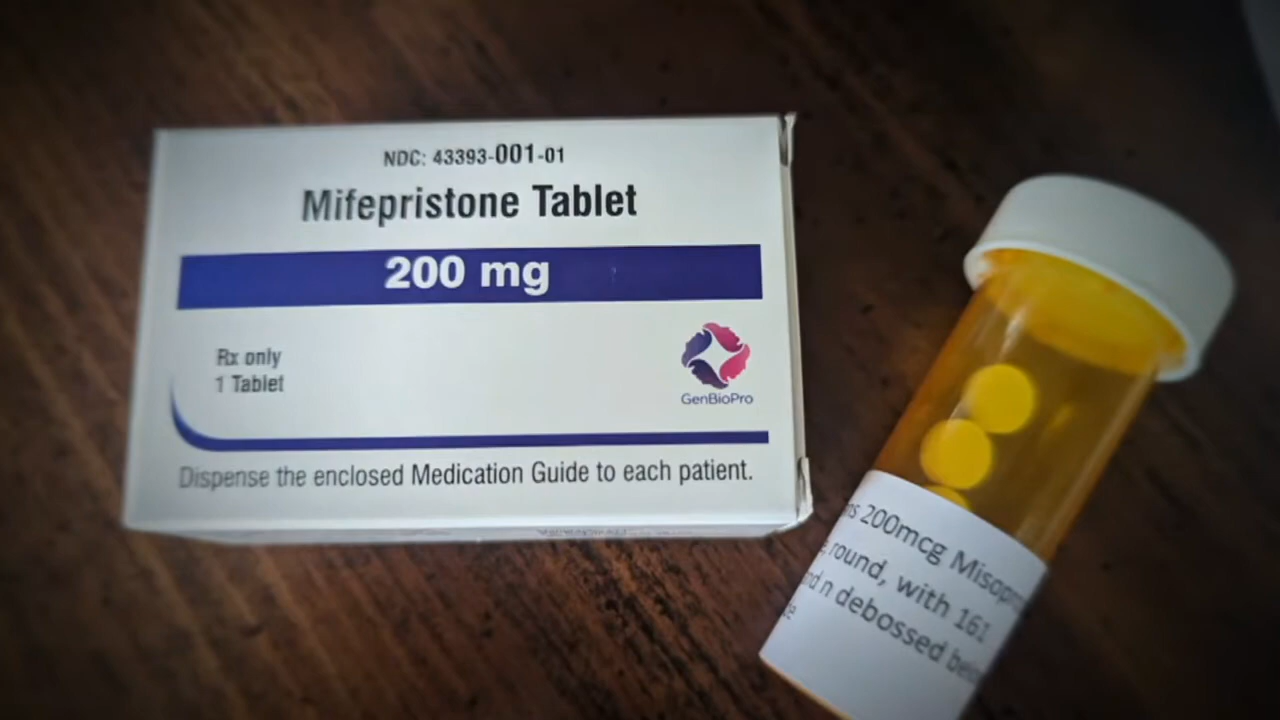 NDC: 43393-001-01
Mifepristone Tablet
200 mg
Rx only
1 Tablet
GenBioPro
Dispense the enclosed Medication Guide to each patient.
200mcg
round, with 161
debossed